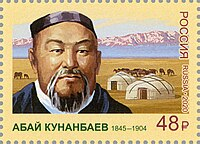 РОССИЯ
RUSSIA 2020
АБАЙ КУНАНБАЕВ 1845–1904
48₽